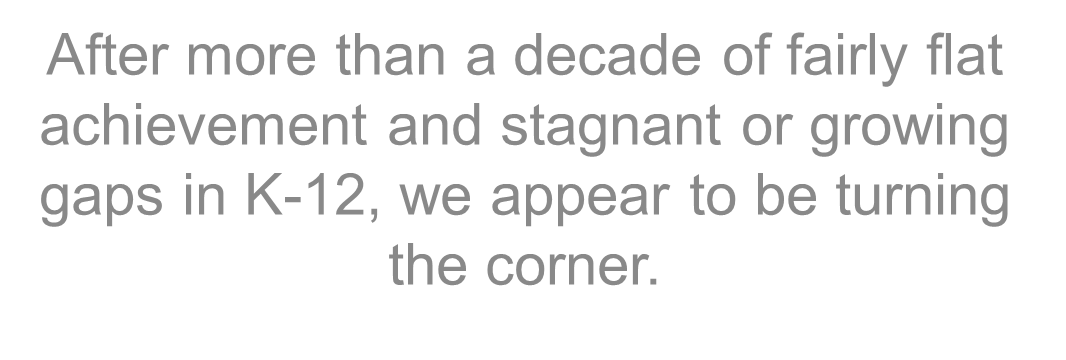 After more than a decade of fairly flat
achievement and stagnant or growing
gaps in K-12, we appear to be turning
the corner.